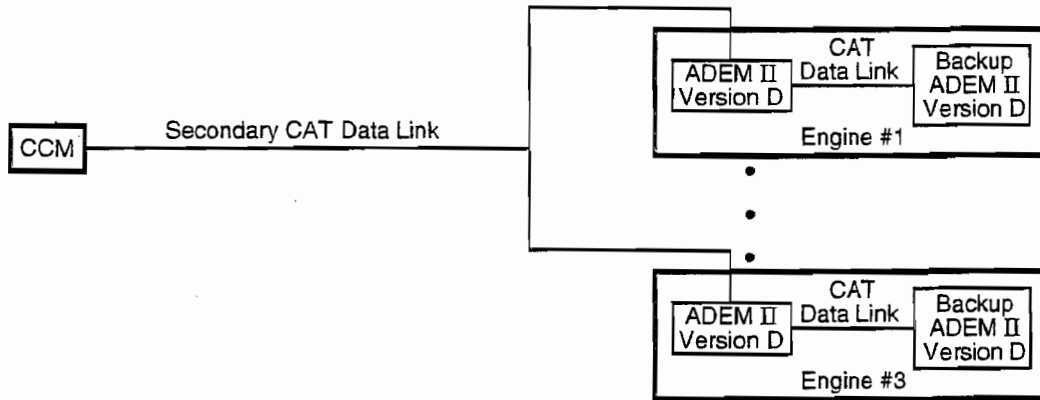 CCM
Secondary CAT Data Link
ADEM II
Version D
CAT
Data Link
Backup
ADEM II
Version D
Engine #1
ADEM II
Version D
CAT
Data Link
Backup
ADEM II
Version D
Engine #3